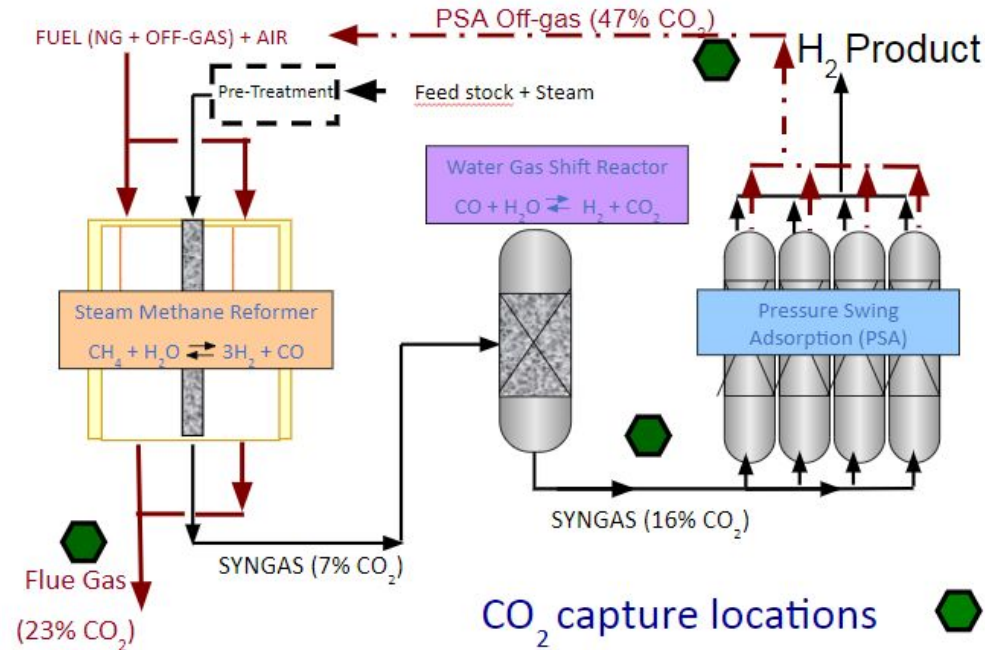 PSA Off-gas (47% CO₂)
FUEL (NG + OFF-GAS) + AIR
H₂ Product
Pre-Treatment
Feed stock + Steam
Water Gas Shift Reactor
CO + H₂O ⇌ H₂ + CO₂
Steam Methane Reformer
CH₄ + H₂O ⇌ 3H₂ + CO
Pressure Swing
Adsorption (PSA)
SYNGAS (16% CO₂)
SYNGAS (7% CO₂)
Flue Gas
(23% CO₂)
CO₂ capture locations